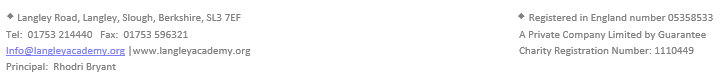 ❖ Langley Road, Langley, Slough, Berkshire, SL3 7EF
Tel: 01753 214440 Fax: 01753 596321
Info@langleyacademy.org |www.langleyacademy.org
Principal: Rhodri Bryant
❖ Registered in England number 05358533
A Private Company Limited by Guarantee
Charity Registration Number: 1110449